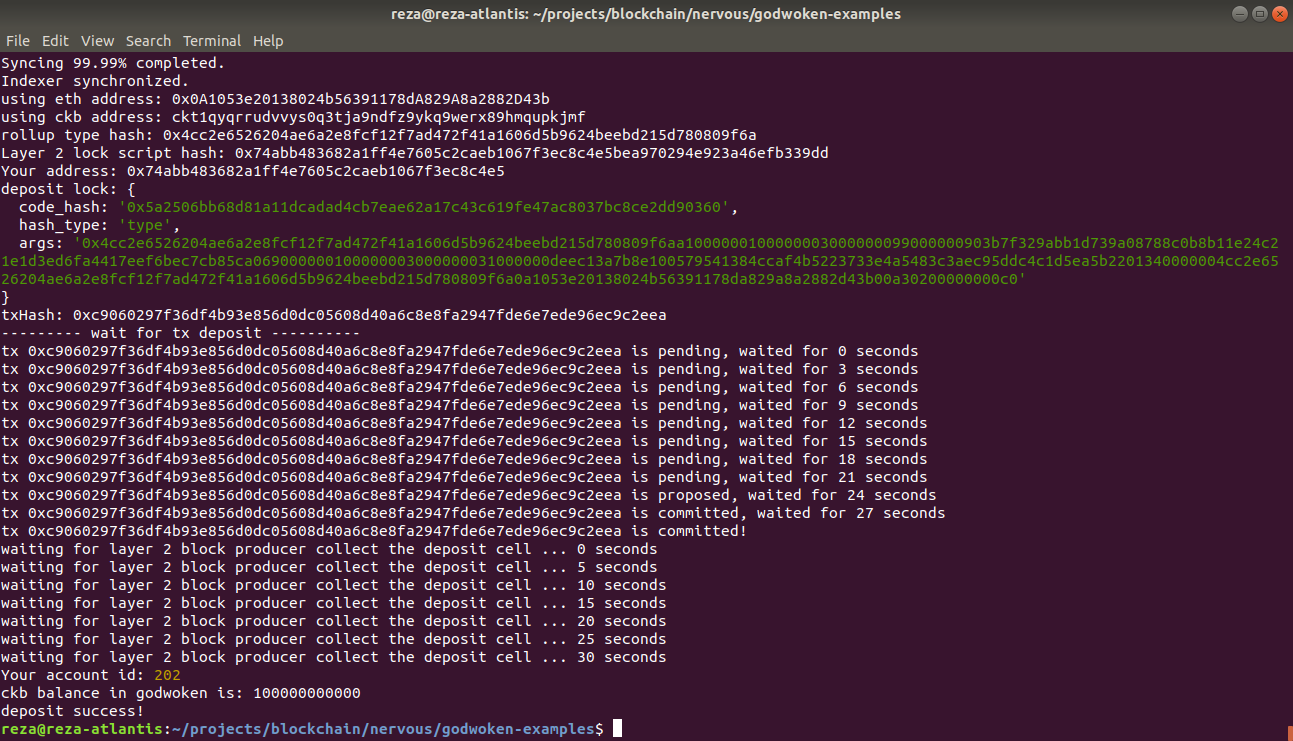 reza@reza-atlantis: ~/projects/blockchain/nervous/godwoken-examples
File Edit View Search Terminal Help
Syncing 99.99% completed.
Indexer synchronized.
using eth address: 0x0A1053e20138024b56391178dA829A8a2882D43b
using ckb address: ckt1qyqrrudvvys0q3tja9ndfz9ykq9werx89hmqupkjmf
rollup type hash: 0x4cc2e6526204ae6a2e8fcf12f7ad472f41a1606d5b9624beebd215d780809f6a
Layer 2 lock script hash: 0x74abb483682a1ff4e7605c2caeb1067f3ec8c4e5bea970294e923a46efb339dd
Your address: 0x74abb483682a1ff4e7605c2caeb1067f3ec8c4e5
deposit lock: {
  code_hash: '0x5a2506bb68d81a11dcadad4cb7eae62a17c43c619fe47ac8037bc8ce2dd90360',
  hash_type: 'type',
  args: '0x4cc2e6526204ae6a2e8fcf12f7ad472f41a1606d5b9624beebd215d780809f6aa10000001000000030000000099000000903b7f329abb1d739a08788c0b8b11e24c2
1e1d3ed6fa4417eef6bec7cb85ca0690000000100000003000000031000000deec13a7b8e100579541384ccaf4b5223733e4a5483c3aec95ddc4c1d5ea5b2201340000004cc2e65
26204ae6a2e8fcf12f7ad472f41a1606d5b9624beebd215d780809f6a0a1053e20138024b56391178da829a8a2882d43b00a30200000000c0'
}
txHash: 0xc9060297f36df4b93e856d0dc05608d40a6c8e8fa2947fde6e7ede96ec9c2eea
--------- wait for tx deposit ----------
tx 0xc9060297f36df4b93e856d0dc05608d40a6c8e8fa2947fde6e7ede96ec9c2eea is pending, waited for 0 seconds
tx 0xc9060297f36df4b93e856d0dc05608d40a6c8e8fa2947fde6e7ede96ec9c2eea is pending, waited for 3 seconds
tx 0xc9060297f36df4b93e856d0dc05608d40a6c8e8fa2947fde6e7ede96ec9c2eea is pending, waited for 6 seconds
tx 0xc9060297f36df4b93e856d0dc05608d40a6c8e8fa2947fde6e7ede96ec9c2eea is pending, waited for 9 seconds
tx 0xc9060297f36df4b93e856d0dc05608d40a6c8e8fa2947fde6e7ede96ec9c2eea is pending, waited for 12 seconds
tx 0xc9060297f36df4b93e856d0dc05608d40a6c8e8fa2947fde6e7ede96ec9c2eea is pending, waited for 15 seconds
tx 0xc9060297f36df4b93e856d0dc05608d40a6c8e8fa2947fde6e7ede96ec9c2eea is pending, waited for 18 seconds
tx 0xc9060297f36df4b93e856d0dc05608d40a6c8e8fa2947fde6e7ede96ec9c2eea is pending, waited for 21 seconds
tx 0xc9060297f36df4b93e856d0dc05608d40a6c8e8fa2947fde6e7ede96ec9c2eea is proposed, waited for 24 seconds
tx 0xc9060297f36df4b93e856d0dc05608d40a6c8e8fa2947fde6e7ede96ec9c2eea is committed, waited for 27 seconds
tx 0xc9060297f36df4b93e856d0dc05608d40a6c8e8fa2947fde6e7ede96ec9c2eea is committed!
waiting for layer 2 block producer collect the deposit cell ... 0 seconds
waiting for layer 2 block producer collect the deposit cell ... 5 seconds
waiting for layer 2 block producer collect the deposit cell ... 10 seconds
waiting for layer 2 block producer collect the deposit cell ... 15 seconds
waiting for layer 2 block producer collect the deposit cell ... 20 seconds
waiting for layer 2 block producer collect the deposit cell ... 25 seconds
waiting for layer 2 block producer collect the deposit cell ... 30 seconds
Your account id: 202
ckb balance in godwoken is: 100000000000
deposit success!
reza@reza-atlantis:~/projects/blockchain/nervous/godwoken-examples$